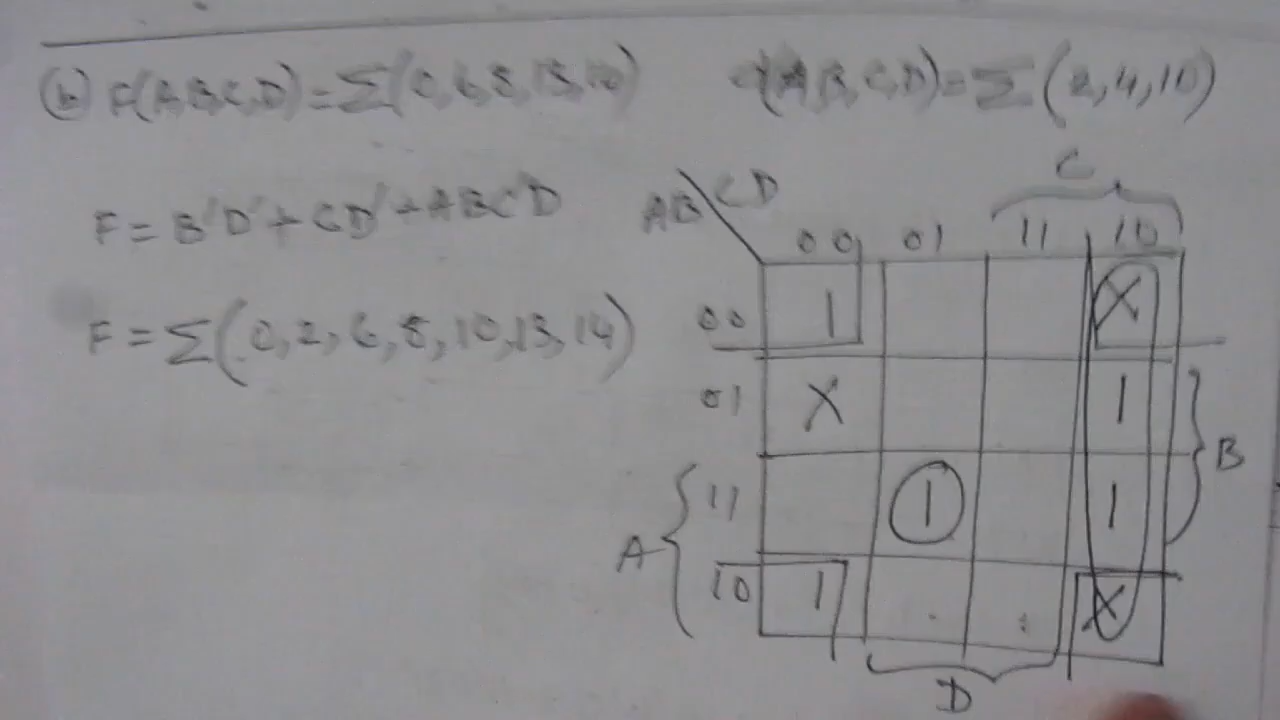 (b) F(A,B,C,D) = Σ(0,6,8,13,14) d(A,B,C,D) = Σ(2,4,10)
F = B'D' + CD' + ABC'D
F = Σ(0,2,6,8,10,13,14)
C
AB CD
00 01 11 10
00 1 X
01 X 1
B
11 1 1
A
10 1 X
D